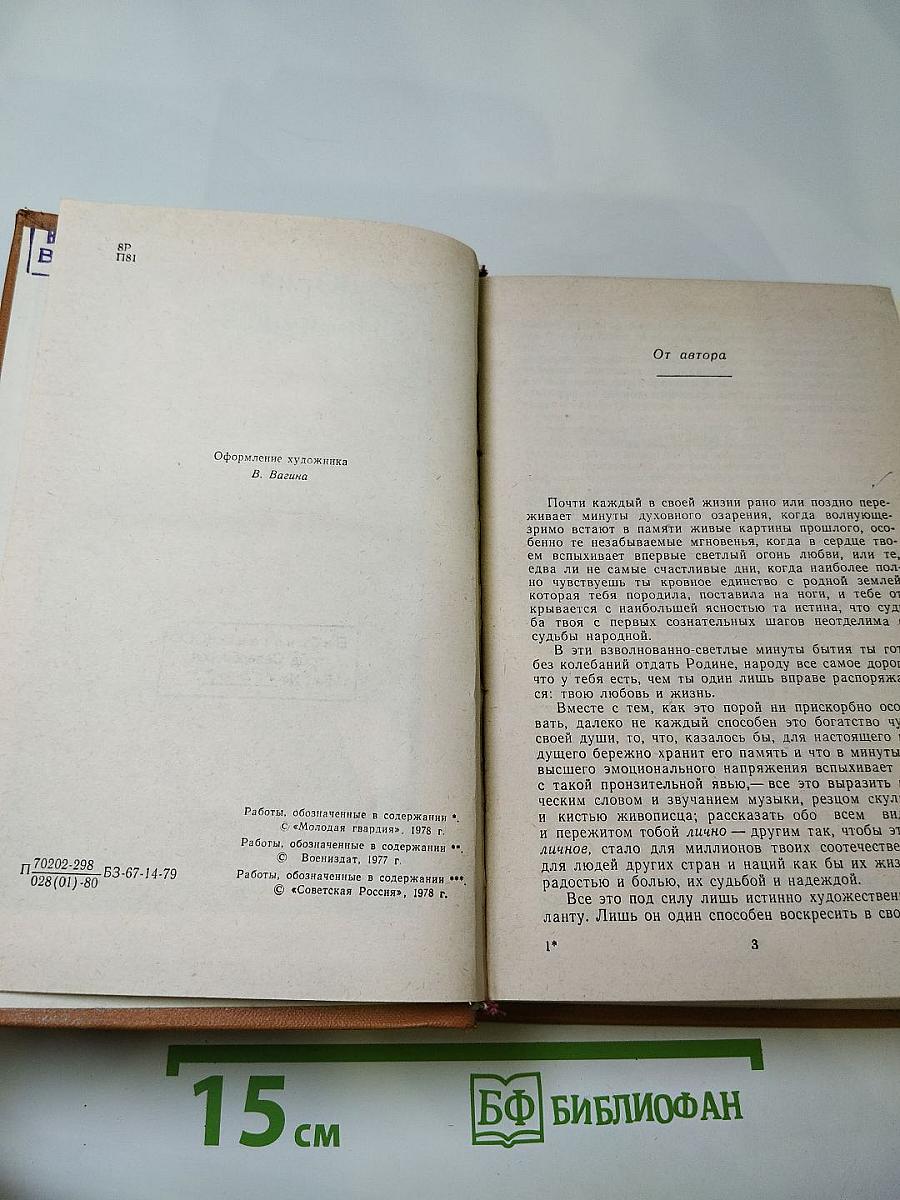 8Р
П81
Оформление художника
В. Вагина
Работы, обозначенные в содержании *.
© «Молодая гвардия», 1978 г.
Работы, обозначенные в содержании **.
© Воениздат, 1977 г.
Работы, обозначенные в содержании ***.
© «Советская Россия», 1978 г.
П 70202-298 БЗ-67-14-79
028(01)-80
От автора
Почти каждый в своей жизни рано или поздно пере-
живает минуты духовного озарения, когда волнующе-
зримо встают в памяти живые картины прошлого, осо-
бенно те незабываемые мгновенья, когда в сердце тво-
ем вспыхивает впервые светлый огонь любви, или те,
едва ли не самые счастливые дни, когда наиболее пол-
но чувствуешь ты кровное единство с родной землей
которая тебя породила, поставила на ноги, и тебе от
крывается с наибольшей ясностью та истина, что суд
ба твоя с первых сознательных шагов неотделима
судьбы народной.
В эти взволнованно-светлые минуты бытия ты гот
без колебаний отдать Родине, народу все самое дорог
что у тебя есть, чем ты один лишь вправе распоряжа
ся: твою любовь и жизнь.
Вместе с тем, как это порой ни прискорбно осо
вать, далеко не каждый способен это богатство чу
своей души, то, что, казалось бы, для настоящего
дущего бережно хранит его память и что в минуты
высшего эмоционального напряжения вспыхивает
с такой пронзительной явью,— все это выразить
ческим словом и звучанием музыки, резцом скул
и кистью живописца; рассказать обо всем вид
и пережитом тобой лично — другим так, чтобы эт
личное, стало для миллионов твоих соотечестве
для людей других стран и наций как бы их жиз
радостью и болью, их судьбой и надеждой.
Все это под силу лишь истинно художествен
ланту. Лишь он один способен воскресить в сво
1* 3
15 см
БФ БИБЛИОФАН